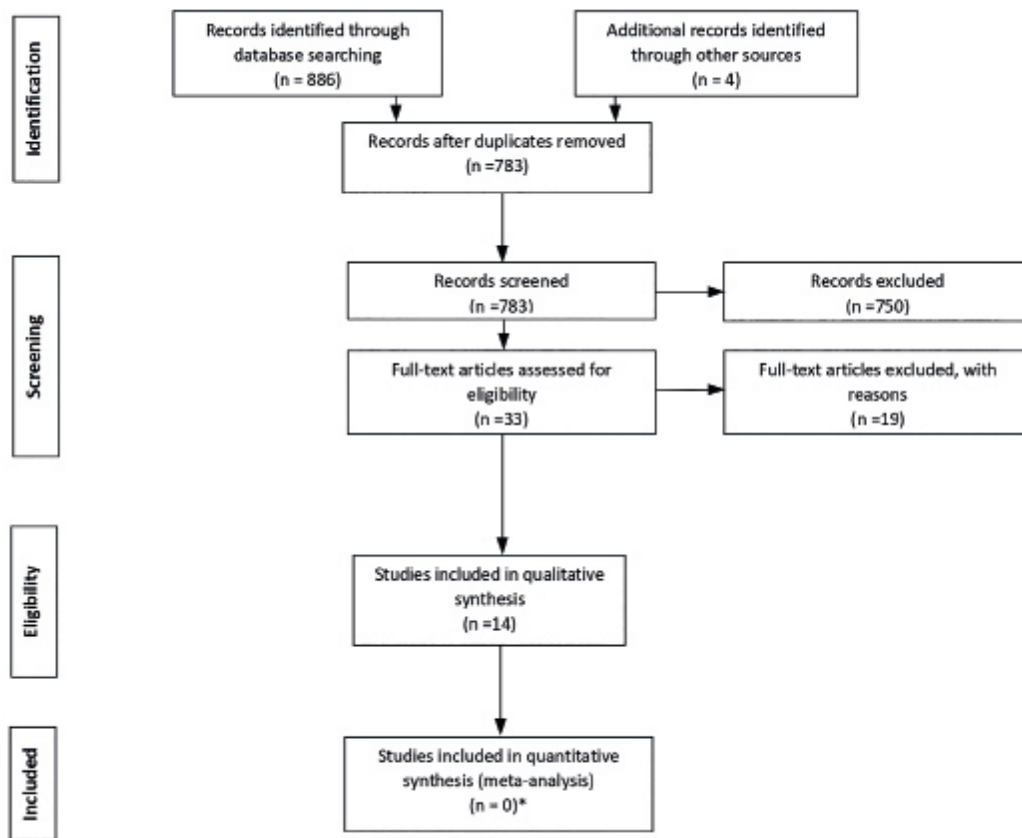 Identification
Records identified through
database searching
(n = 886)
Additional records identified
through other sources
(n = 4)
Records after duplicates removed
(n =783)
Screening
Records screened
(n =783)
Records excluded
(n =750)
Full-text articles assessed for
eligibility
(n =33)
Full-text articles excluded, with
reasons
(n =19)
Eligibility
Studies included in qualitative
synthesis
(n =14)
Included
Studies included in quantitative
synthesis (meta-analysis)
(n = 0)*